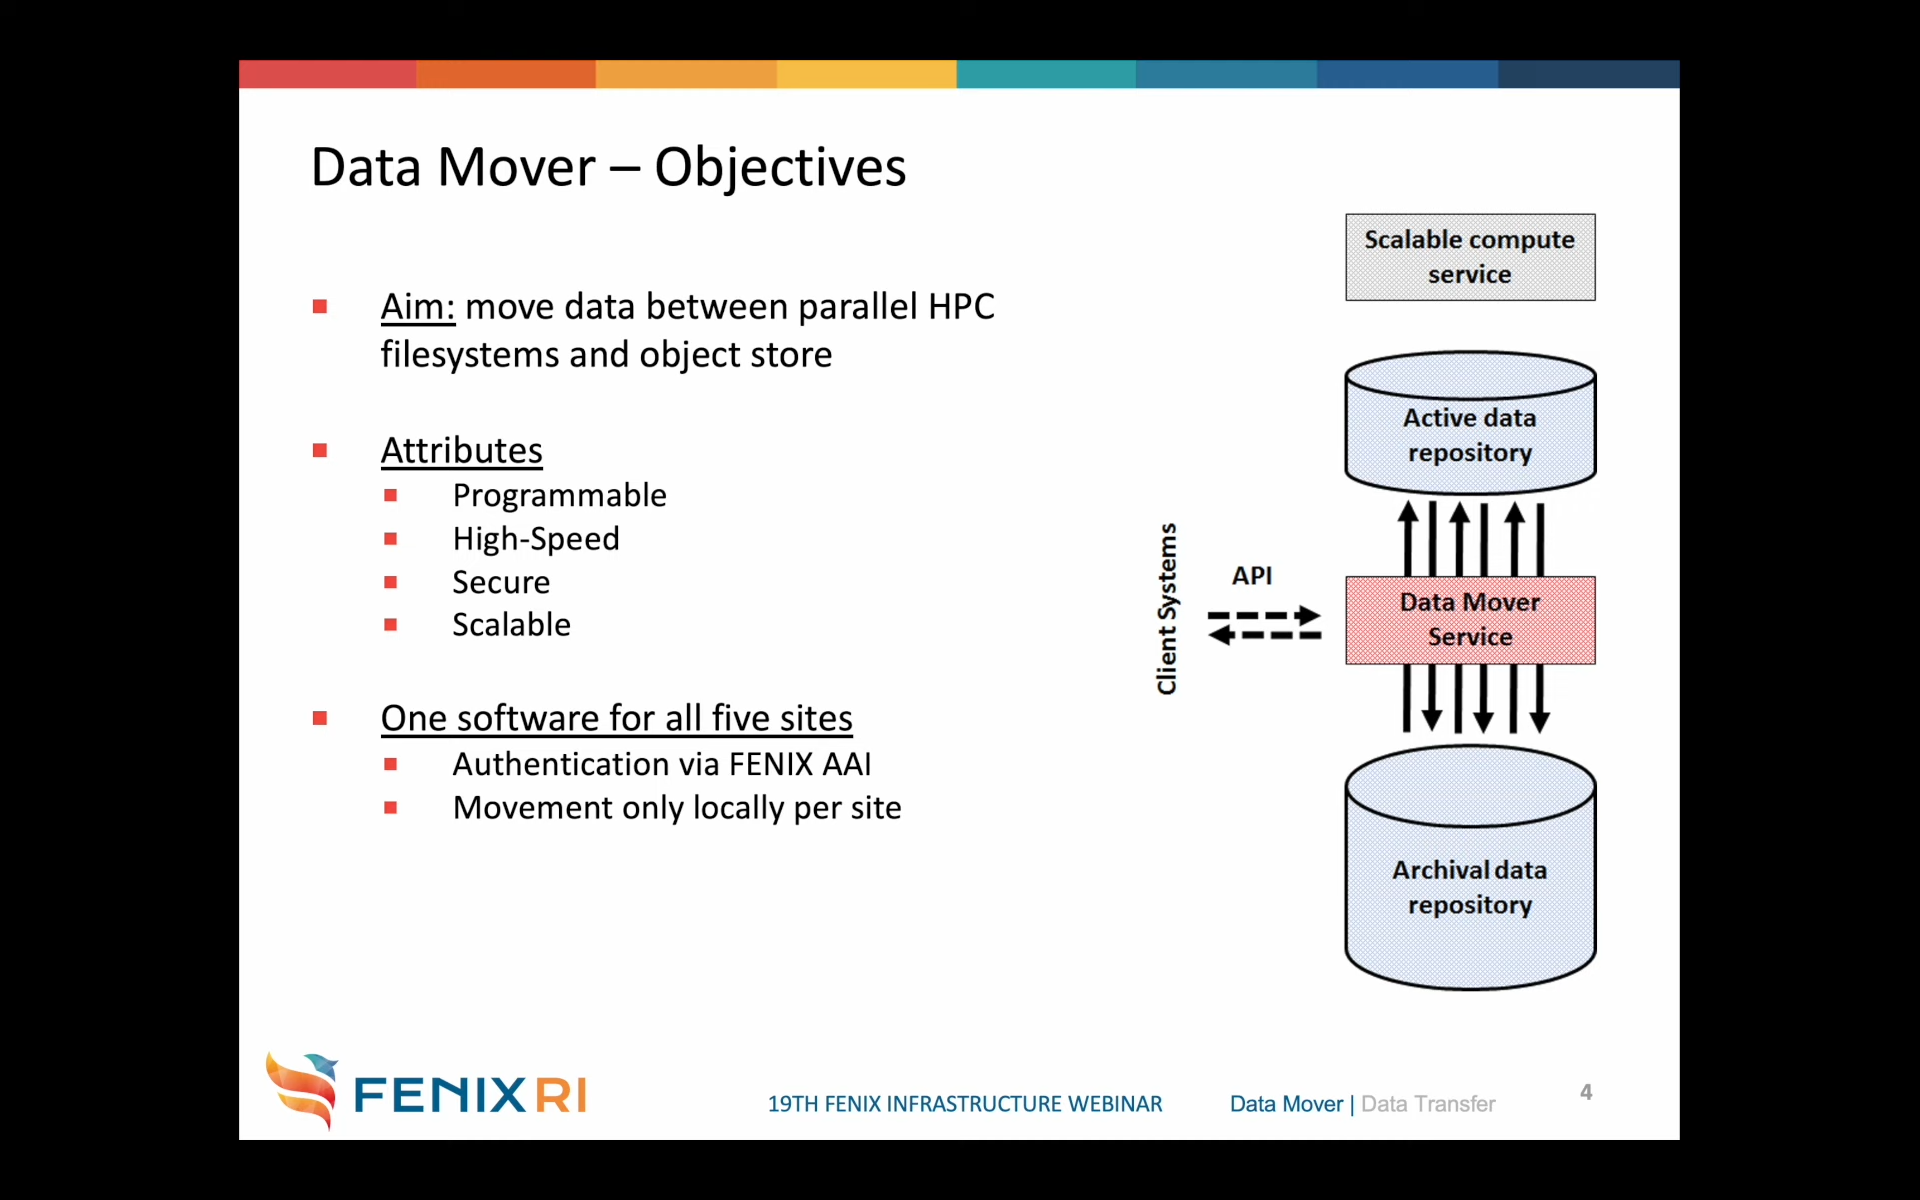 Data Mover – Objectives
Aim: move data between parallel HPC
filesystems and object store
Attributes
Programmable
High-Speed
Secure
Scalable
One software for all five sites
Authentication via FENIX AAI
Movement only locally per site
Scalable compute
service
Active data
repository
Client Systems
API
Data Mover
Service
Archival data
repository
FENIX RI
19TH FENIX INFRASTRUCTURE WEBINAR
Data Mover | Data Transfer
4